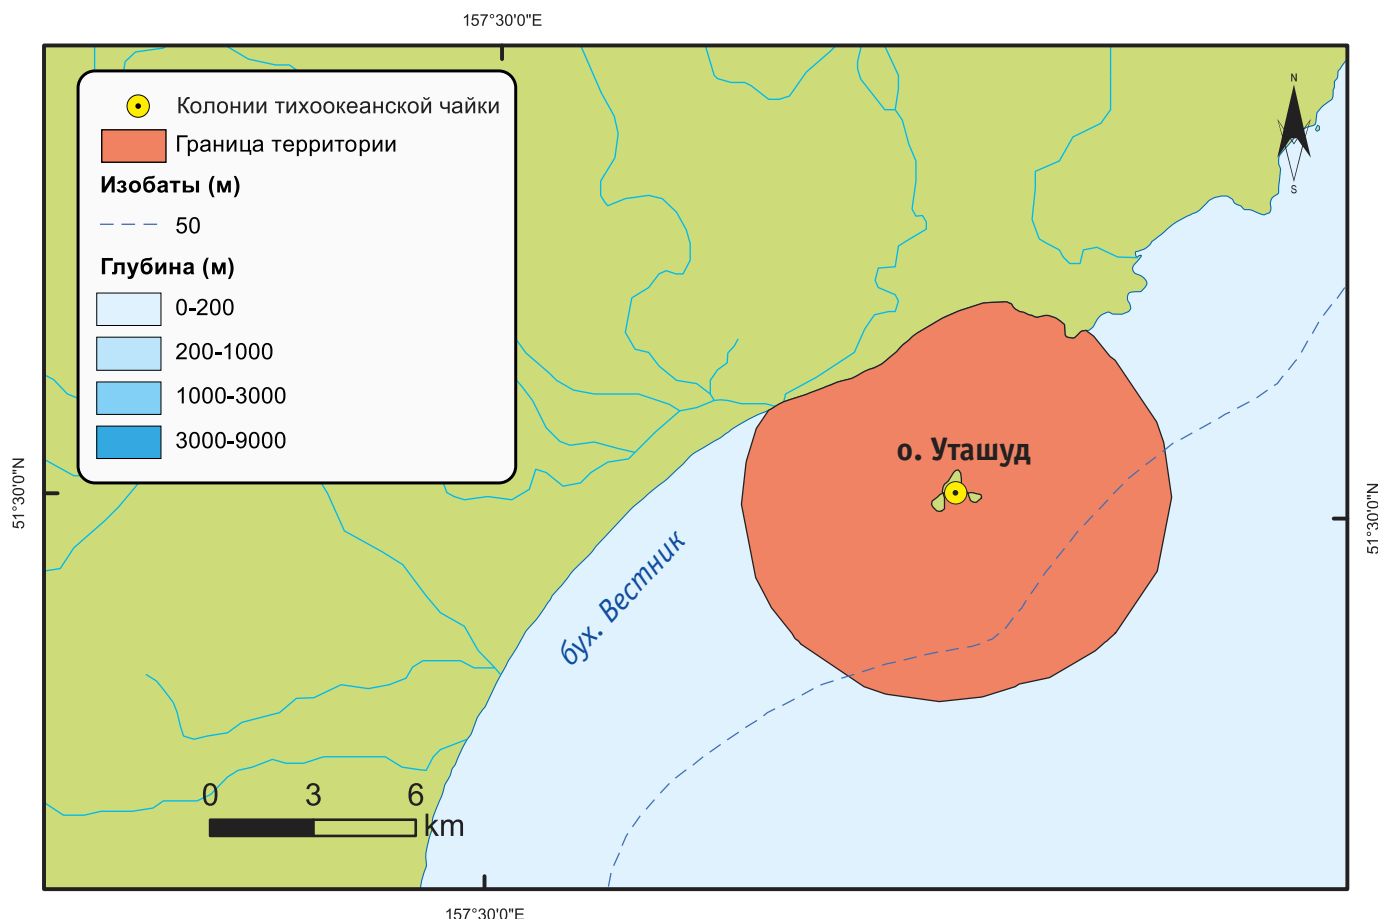 157°30'0"E
N
S
Колонии тихоокеанской чайки
Граница территории
Изобаты (м)
50
Глубина (м)
0-200
200-1000
1000-3000
3000-9000
о. Уташуд
51°30'0"N
51°30'0"N
бух. Вестник
0 3 6
km
157°30'0"E